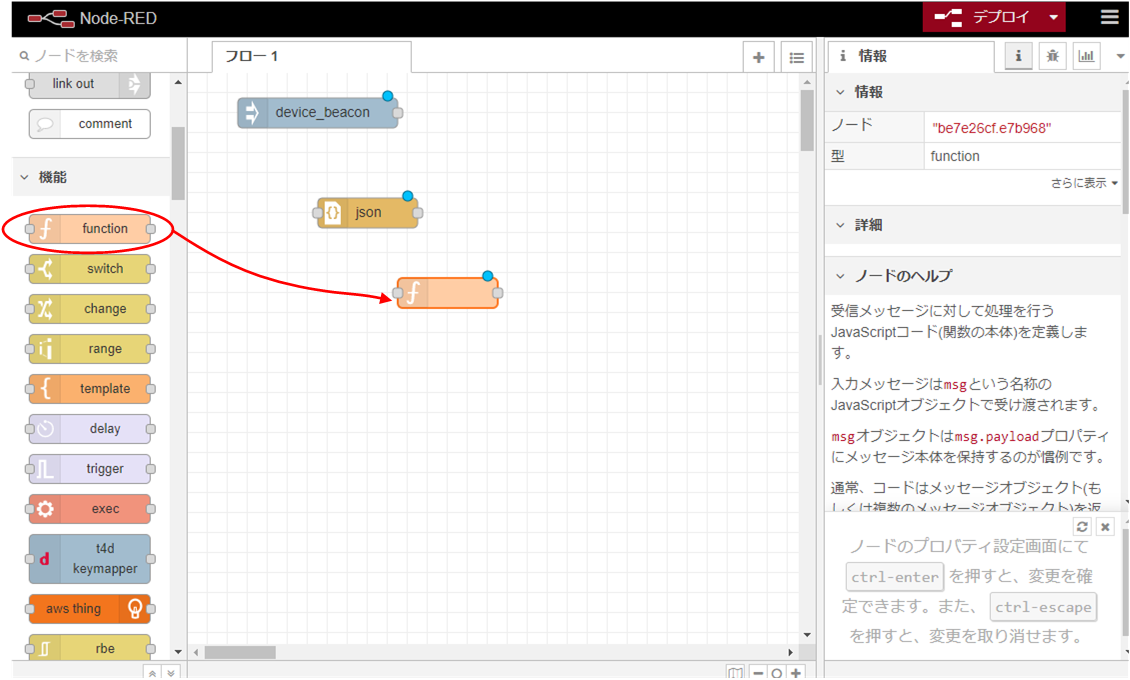 Node-RED
デプロイ
ノードを検索
link out
comment
機能
function
switch
change
range
template
delay
trigger
exec
t4d
keymapper
aws thing
rbe
フロー 1
device_beacon
json
情報
情報
ノード
"be7e26cf.e7b968"
型
function
さらに表示
詳細
ノードのヘルプ
受信メッセージに対して処理を行う
JavaScriptコード(関数の本体)を定義しま
す。
入力メッセージはmsgという名称の
JavaScriptオブジェクトで受け渡されます。
msgオブジェクトはmsg.payloadプロパティ
にメッセージ本体を保持するのが慣例です。
通常、コードはメッセージオブジェクト(も
しくは複数のメッセージオブジェクト)を返
ノードのプロパティ設定画面にて
ctrl-enter を押すと、変更を確
定できます。また、 ctrl-escape
を押すと、変更を取り消せます。